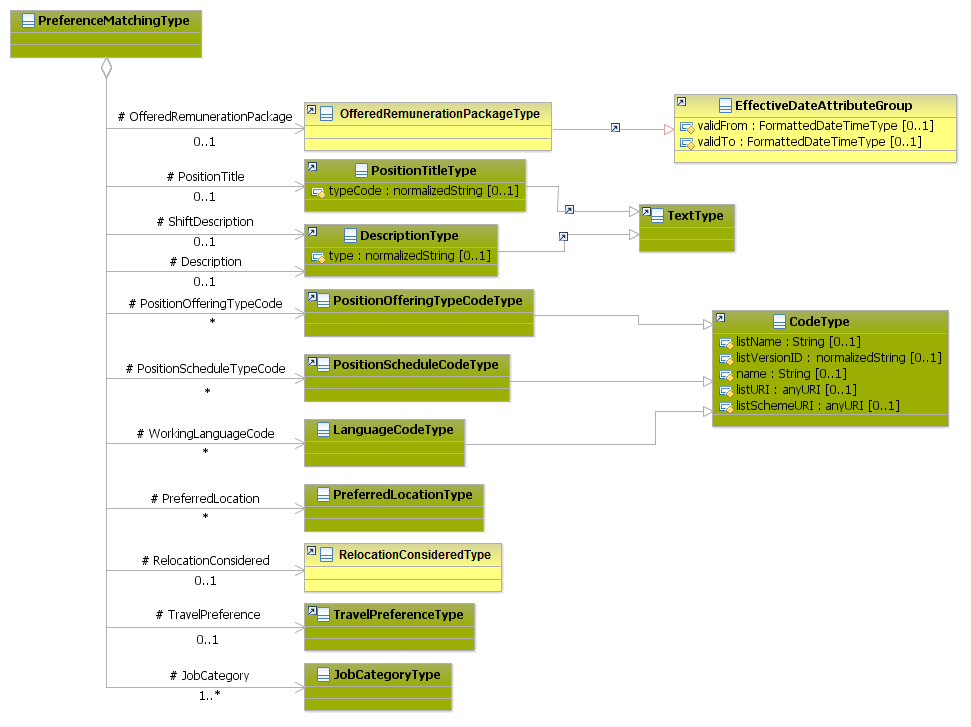 PreferenceMatchingType
# OfferedRemunerationPackage
0..1
OfferedRemunerationPackageType
EffectiveDateAttributeGroup
validFrom : FormattedDateTimeType [0..1]
validTo : FormattedDateTimeType [0..1]
# PositionTitle
0..1
PositionTitleType
typeCode : normalizedString [0..1]
TextType
# ShiftDescription
0..1
# Description
0..1
DescriptionType
type : normalizedString [0..1]
# PositionOfferingTypeCode
*
PositionOfferingTypeCodeType
CodeType
listName : String [0..1]
listVersionID : normalizedString [0..1]
name : String [0..1]
listURI : anyURI [0..1]
listSchemeURI : anyURI [0..1]
# PositionScheduleTypeCode
*
PositionScheduleCodeType
# WorkingLanguageCode
*
LanguageCodeType
# PreferredLocation
*
PreferredLocationType
# RelocationConsidered
0..1
RelocationConsideredType
# TravelPreference
0..1
TravelPreferenceType
# JobCategory
1..*
JobCategoryType